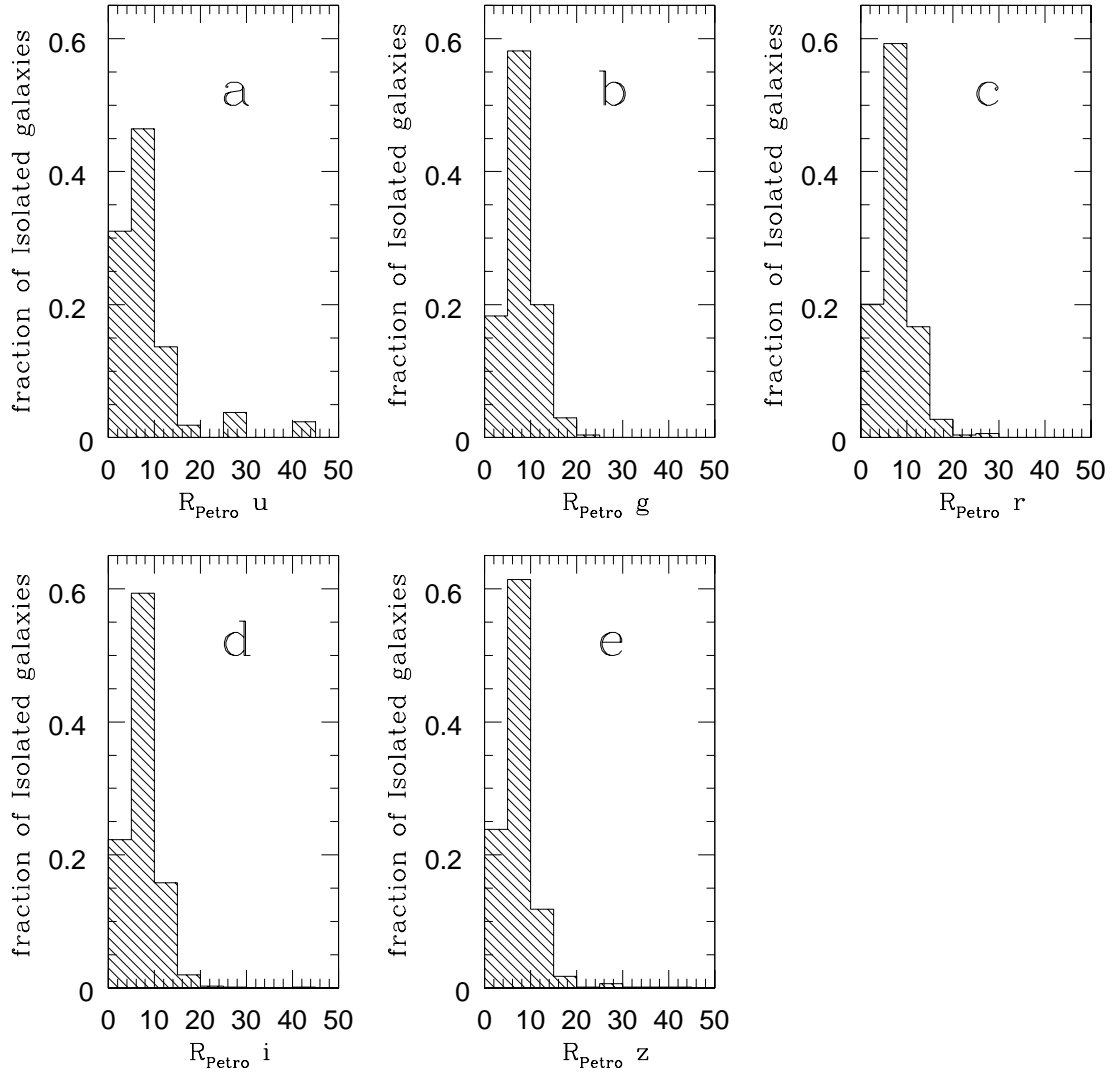 fraction of Isolated galaxies
0.6
0.4
0.2
0
a
0 10 20 30 40 50
R_Petro u
fraction of Isolated galaxies
0.6
0.4
0.2
0
b
0 10 20 30 40 50
R_Petro g
fraction of Isolated galaxies
0.6
0.4
0.2
0
c
0 10 20 30 40 50
R_Petro r
fraction of Isolated galaxies
0.6
0.4
0.2
0
d
0 10 20 30 40 50
R_Petro i
fraction of Isolated galaxies
0.6
0.4
0.2
0
e
0 10 20 30 40 50
R_Petro z